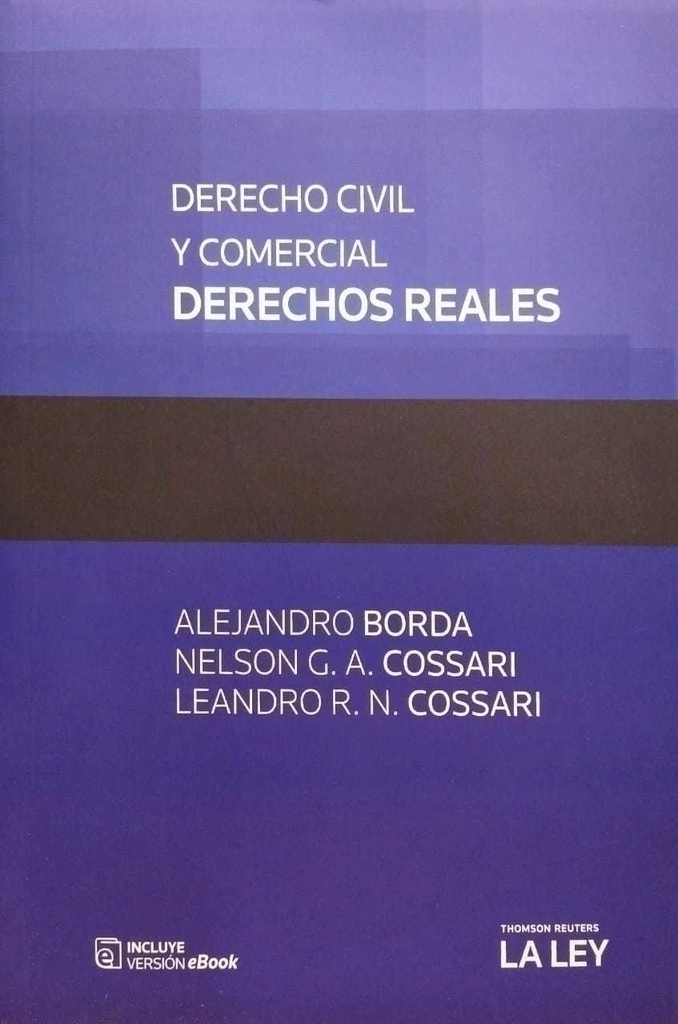 DERECHO CIVIL
Y COMERCIAL
DERECHOS REALES
ALEJANDRO BORDA
NELSON G. A. COSSARI
LEANDRO R. N. COSSARI
INCLUYE
VERSIÓN eBook
THOMSON REUTERS
LA LEY